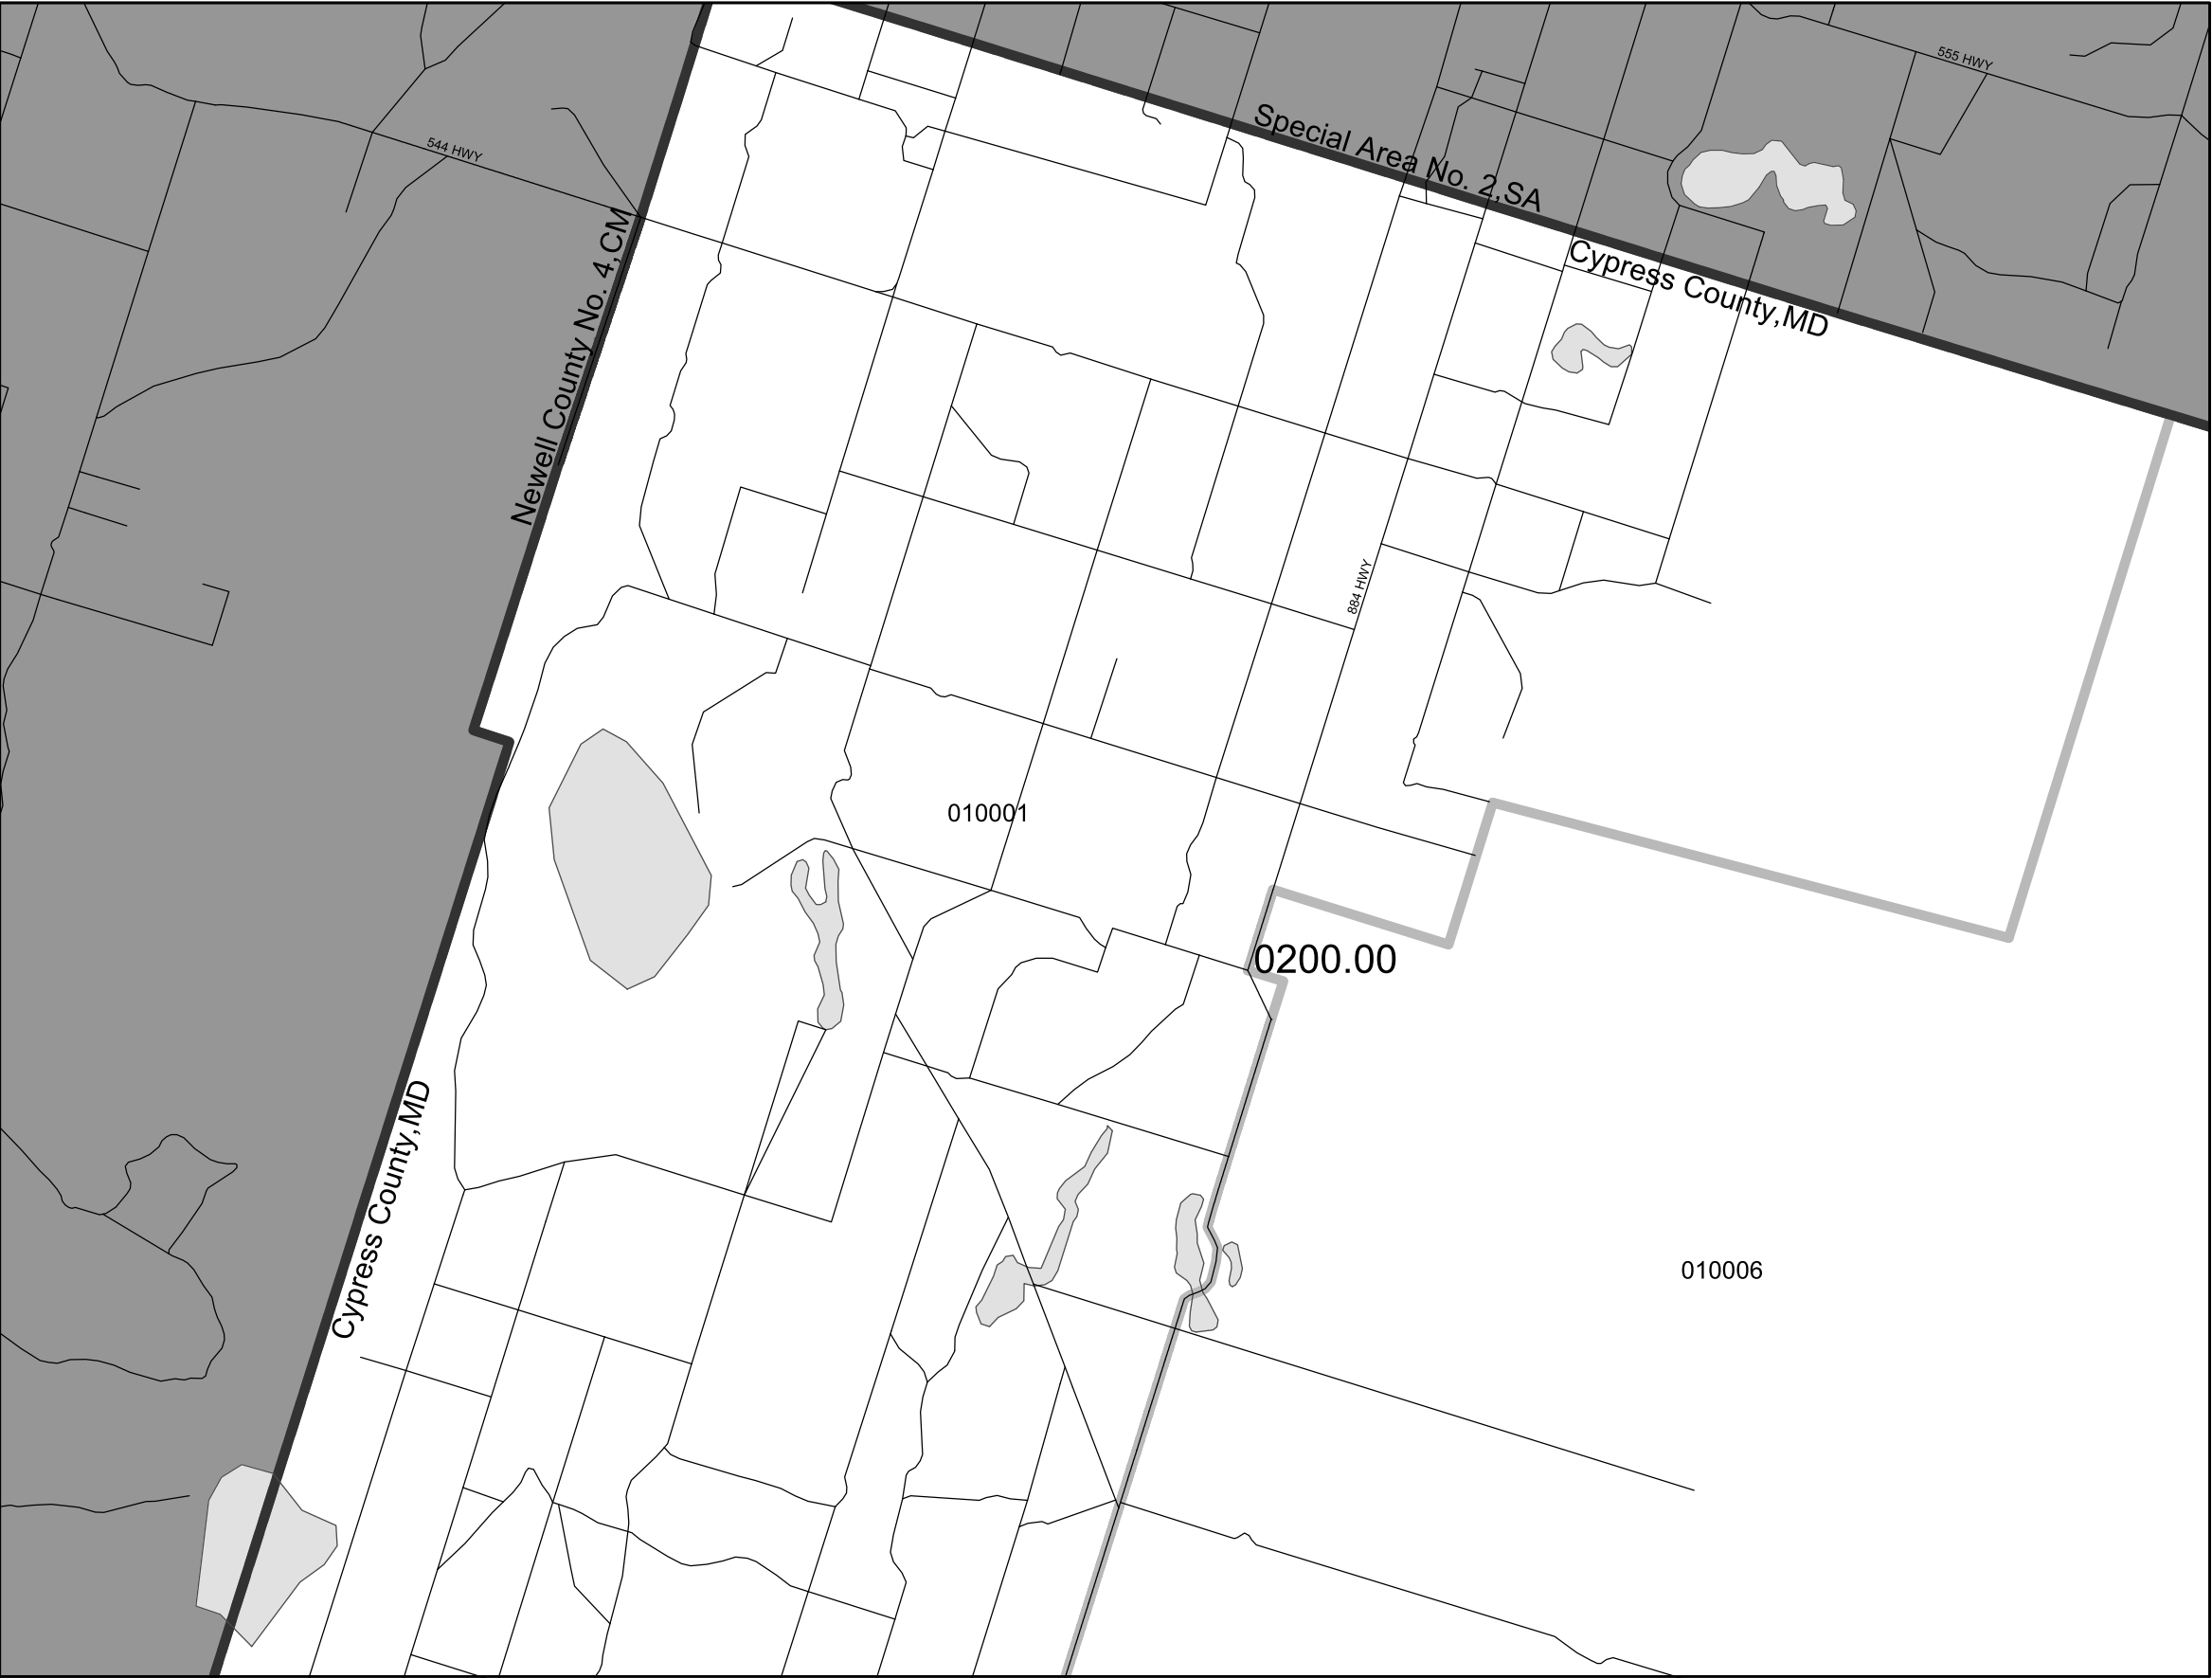 555 HWY
Special Area No. 2,SA
544 HWY
Newell County No. 4,CM
Cypress County,MD
884 HWY
010001
0200.00
Cypress County,MD
010006